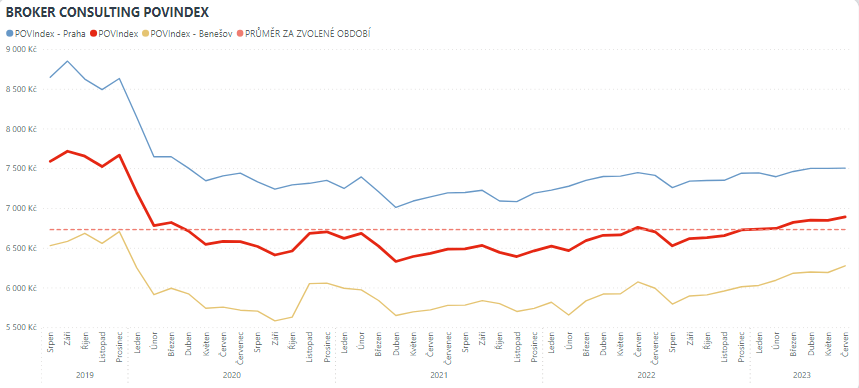 BROKER CONSULTING POVINDEX
POVIndex - Praha POVIndex POVIndex - Benešov PRŮMĚR ZA ZVOLENÉ OBDOBÍ
9 000 Kč
8 500 Kč
8 000 Kč
7 500 Kč
7 000 Kč
6 500 Kč
6 000 Kč
5 500 Kč
Srpen
Září
Říjen
Listopad
Prosinec
Leden
Únor
Březen
Duben
Květen
Červen
Červenec
Srpen
Září
Říjen
Listopad
Prosinec
Leden
Únor
Březen
Duben
Květen
Červen
Červenec
Srpen
Září
Říjen
Listopad
Prosinec
Leden
Únor
Březen
Duben
Květen
Červen
Červenec
Srpen
Září
Říjen
Listopad
Prosinec
Leden
Únor
Březen
Duben
Květen
Červen
2019 2020 2021 2022 2023